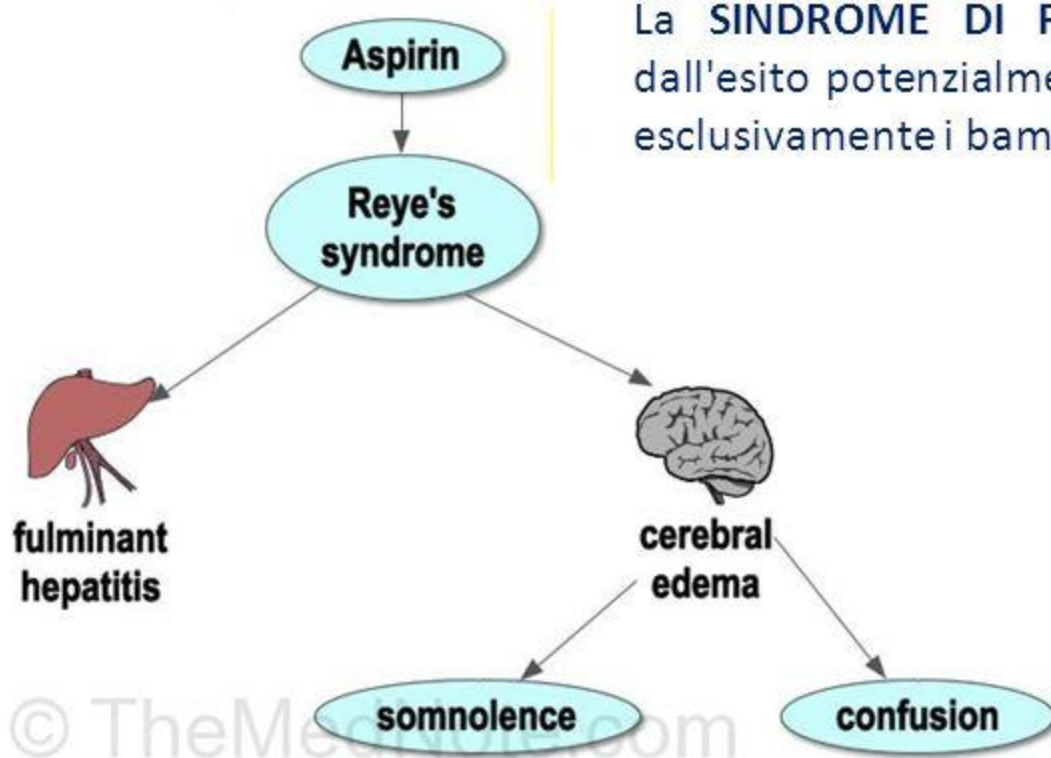 Aspirin
La SINDROME DI
dall'esito potenzialme
esclusivamente i bam
Reye's
syndrome
fulminant
hepatitis
cerebral
edema
somnolence
confusion
© TheMedNote.com